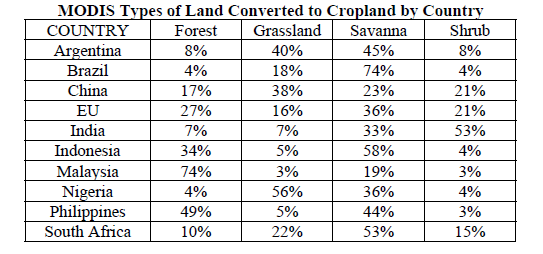 MODIS Types of Land Converted to Cropland by Country
COUNTRY Forest Grassland Savanna Shrub
Argentina 8% 40% 45% 8%
Brazil 4% 18% 74% 4%
China 17% 38% 23% 21%
EU 27% 16% 36% 21%
India 7% 7% 33% 53%
Indonesia 34% 5% 58% 4%
Malaysia 74% 3% 19% 3%
Nigeria 4% 56% 36% 4%
Philippines 49% 5% 44% 3%
South Africa 10% 22% 53% 15%